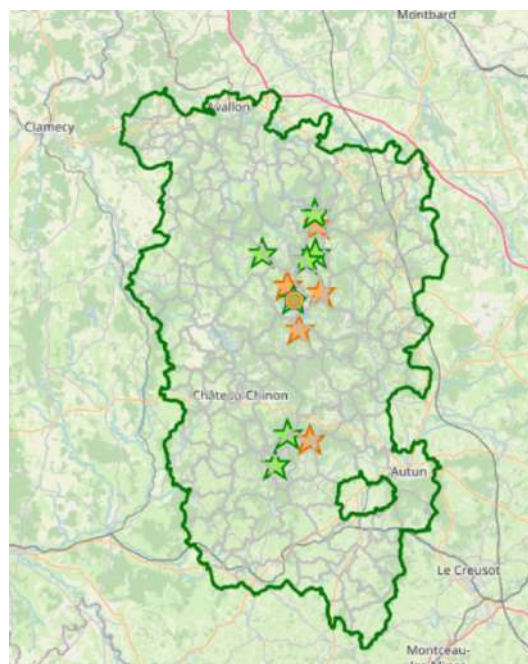 Montbard
Avallon
Clamecy
Château-Chinon
Autun
Le Creusot
Montceau-